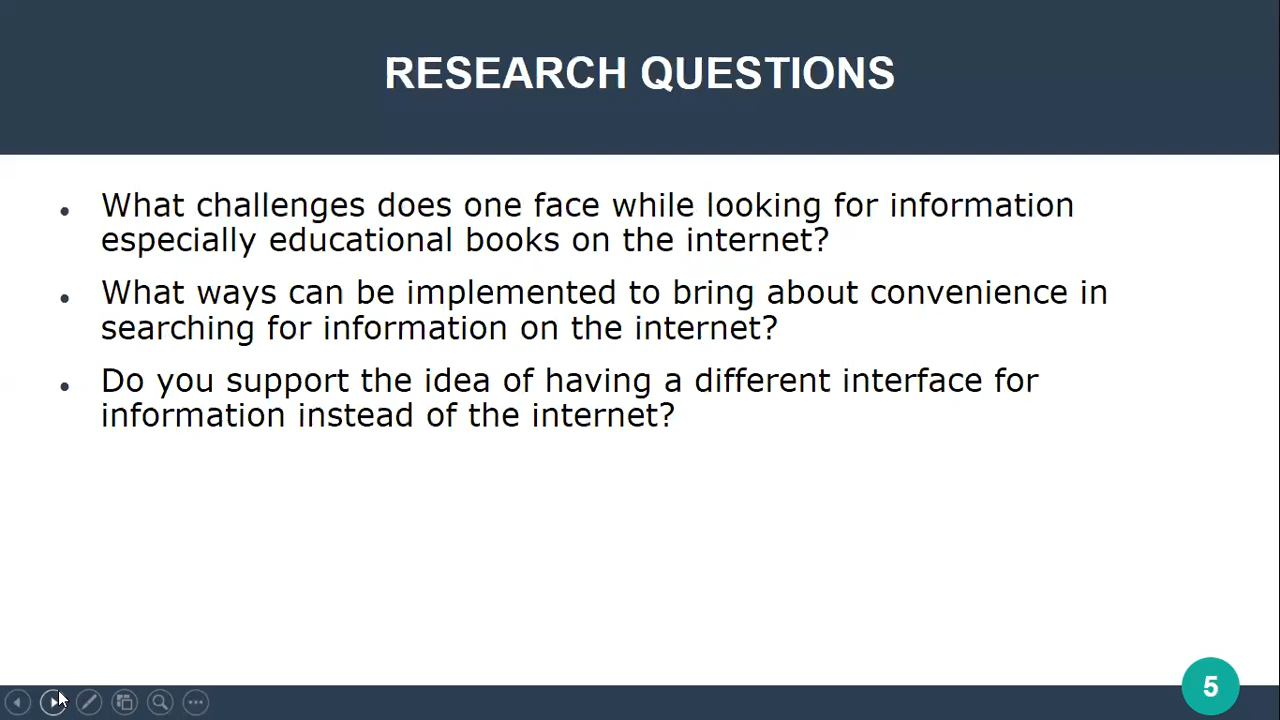 RESEARCH QUESTIONS
• What challenges does one face while looking for information
especially educational books on the internet?
• What ways can be implemented to bring about convenience in
searching for information on the internet?
• Do you support the idea of having a different interface for
information instead of the internet?
5